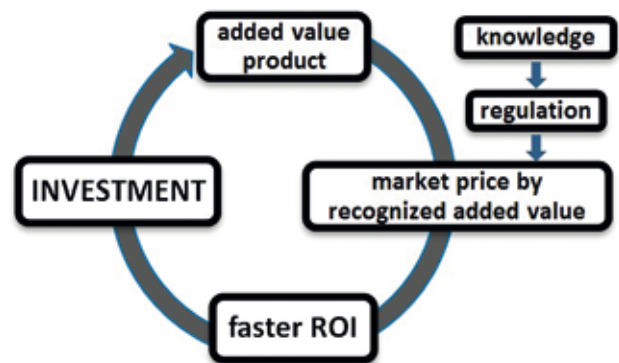 added value
product
knowledge
regulation
market price by
recognized added value
faster ROI
INVESTMENT